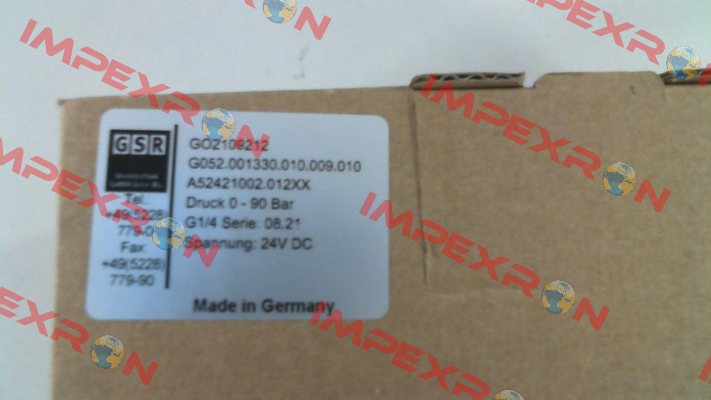 IMPEXRON
GSR
Tel.:
+49(5228)
779-0
Fax:
+49(5228)
779-90
GO2109212
G052.001330.010.009.010
A52421002.012XX
Druck 0 - 90 Bar
G1/4 Serie: 08.21
Spannung: 24V DC
Made in Germany
IMPEXRON
IMPEXRON
IMPEXRON
IMPEXRON
IMPEXRON